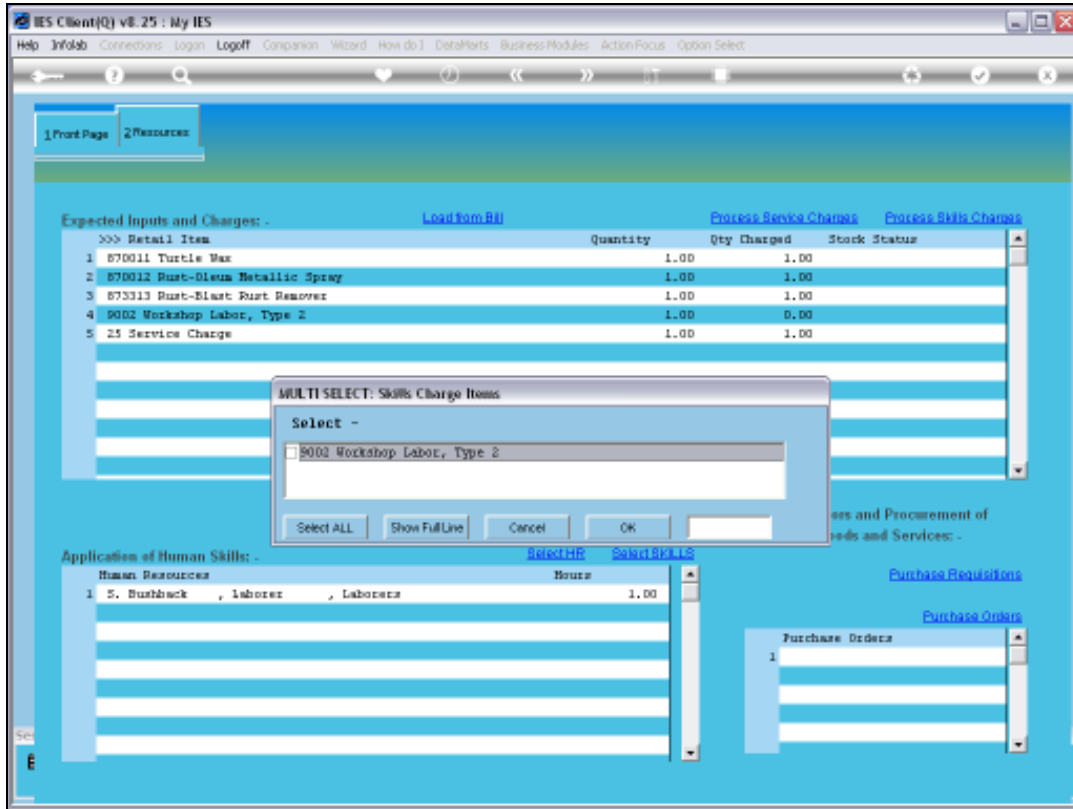 IES Client(Q) v8.25 : My IES
Help Infolab Connections Logon Logoff Companion Wizard How do I DataMarts Business Modules Action Focus Option Select
1 Front Page 2 Resources
Expected Inputs and Charges: - Load from Bill Process Service Charges Process Skills Charges
>>> Retail Item Quantity Qty Charged Stock Status
1 870011 Turtle Wax 1.00 1.00
2 870012 Rust-Oleum Metallic Spray 1.00 1.00
3 873313 Rust-Blast Rust Remover 1.00 1.00
4 9002 Workshop Labor, Type 2 1.00 0.00
5 25 Service Charge 1.00 1.00
MULTI SELECT: Skills Charge Items
Select -
9002 Workshop Labor, Type 2
Select ALL Show Full Line Cancel OK
ors and Procurement of
oods and Services: -
Application of Human Skills: - Select HR Select SKILLS
Human Resources Hours
Purchase Requisitions
1 S. Bushback , laborer , Laborers 1.00
Purchase Orders
Purchase Orders
1
Se